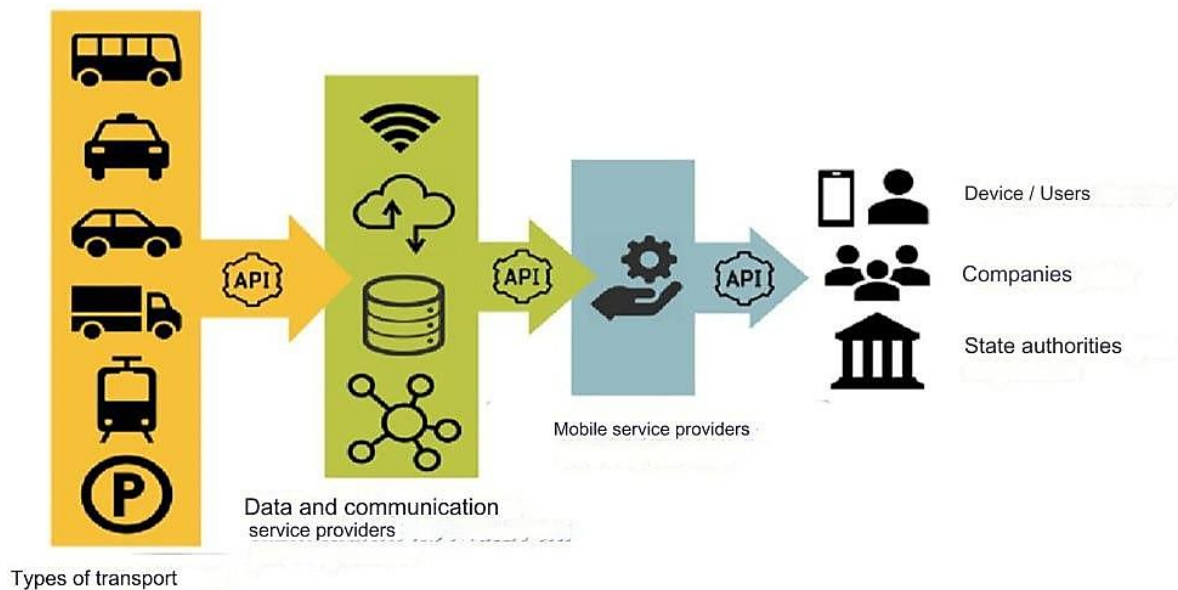 API
API
API
Device / Users
Companies
State authorities
P
Mobile service providers
Data and communication
service providers
Types of transport